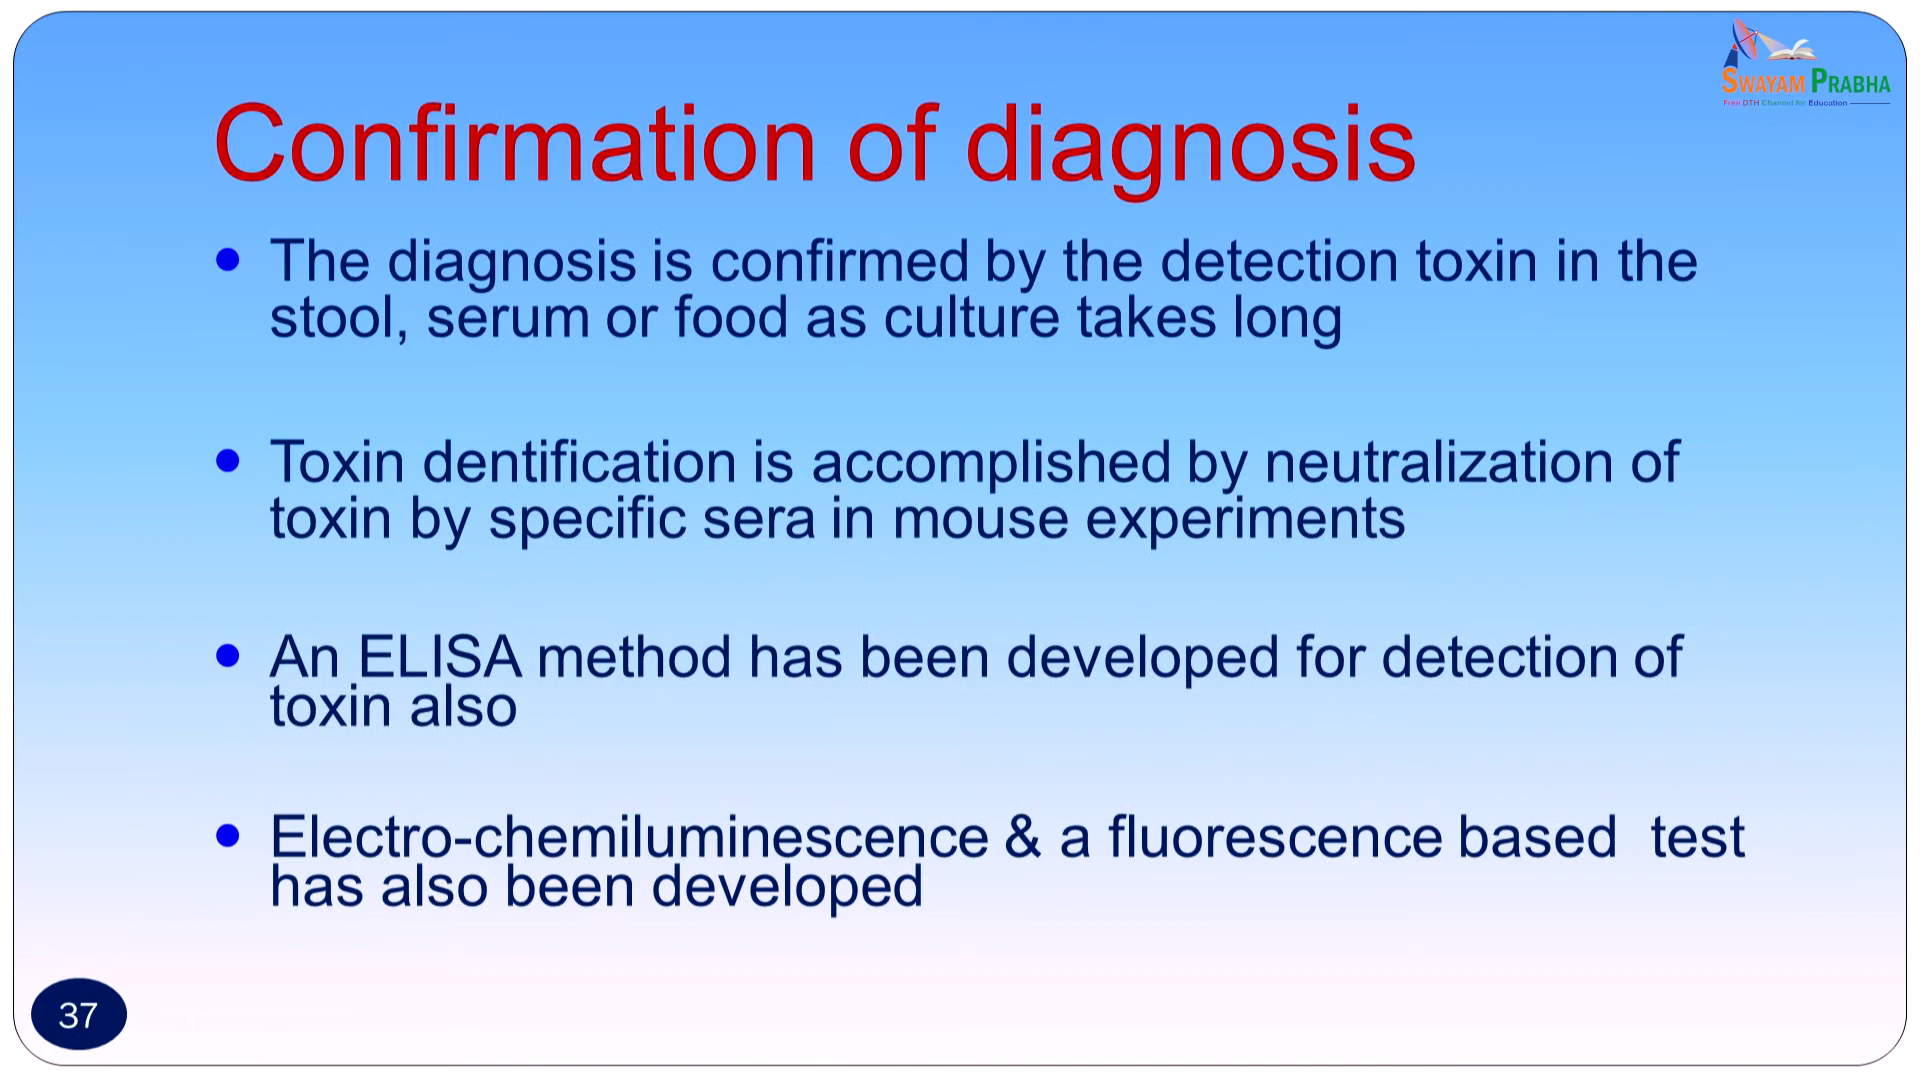 SWAYAM PRABHA
Free DTH Channel for Education
Confirmation of diagnosis
The diagnosis is confirmed by the detection toxin in the
stool, serum or food as culture takes long
Toxin dentification is accomplished by neutralization of
toxin by specific sera in mouse experiments
An ELISA method has been developed for detection of
toxin also
Electro-chemiluminescence & a fluorescence based test
has also been developed
37